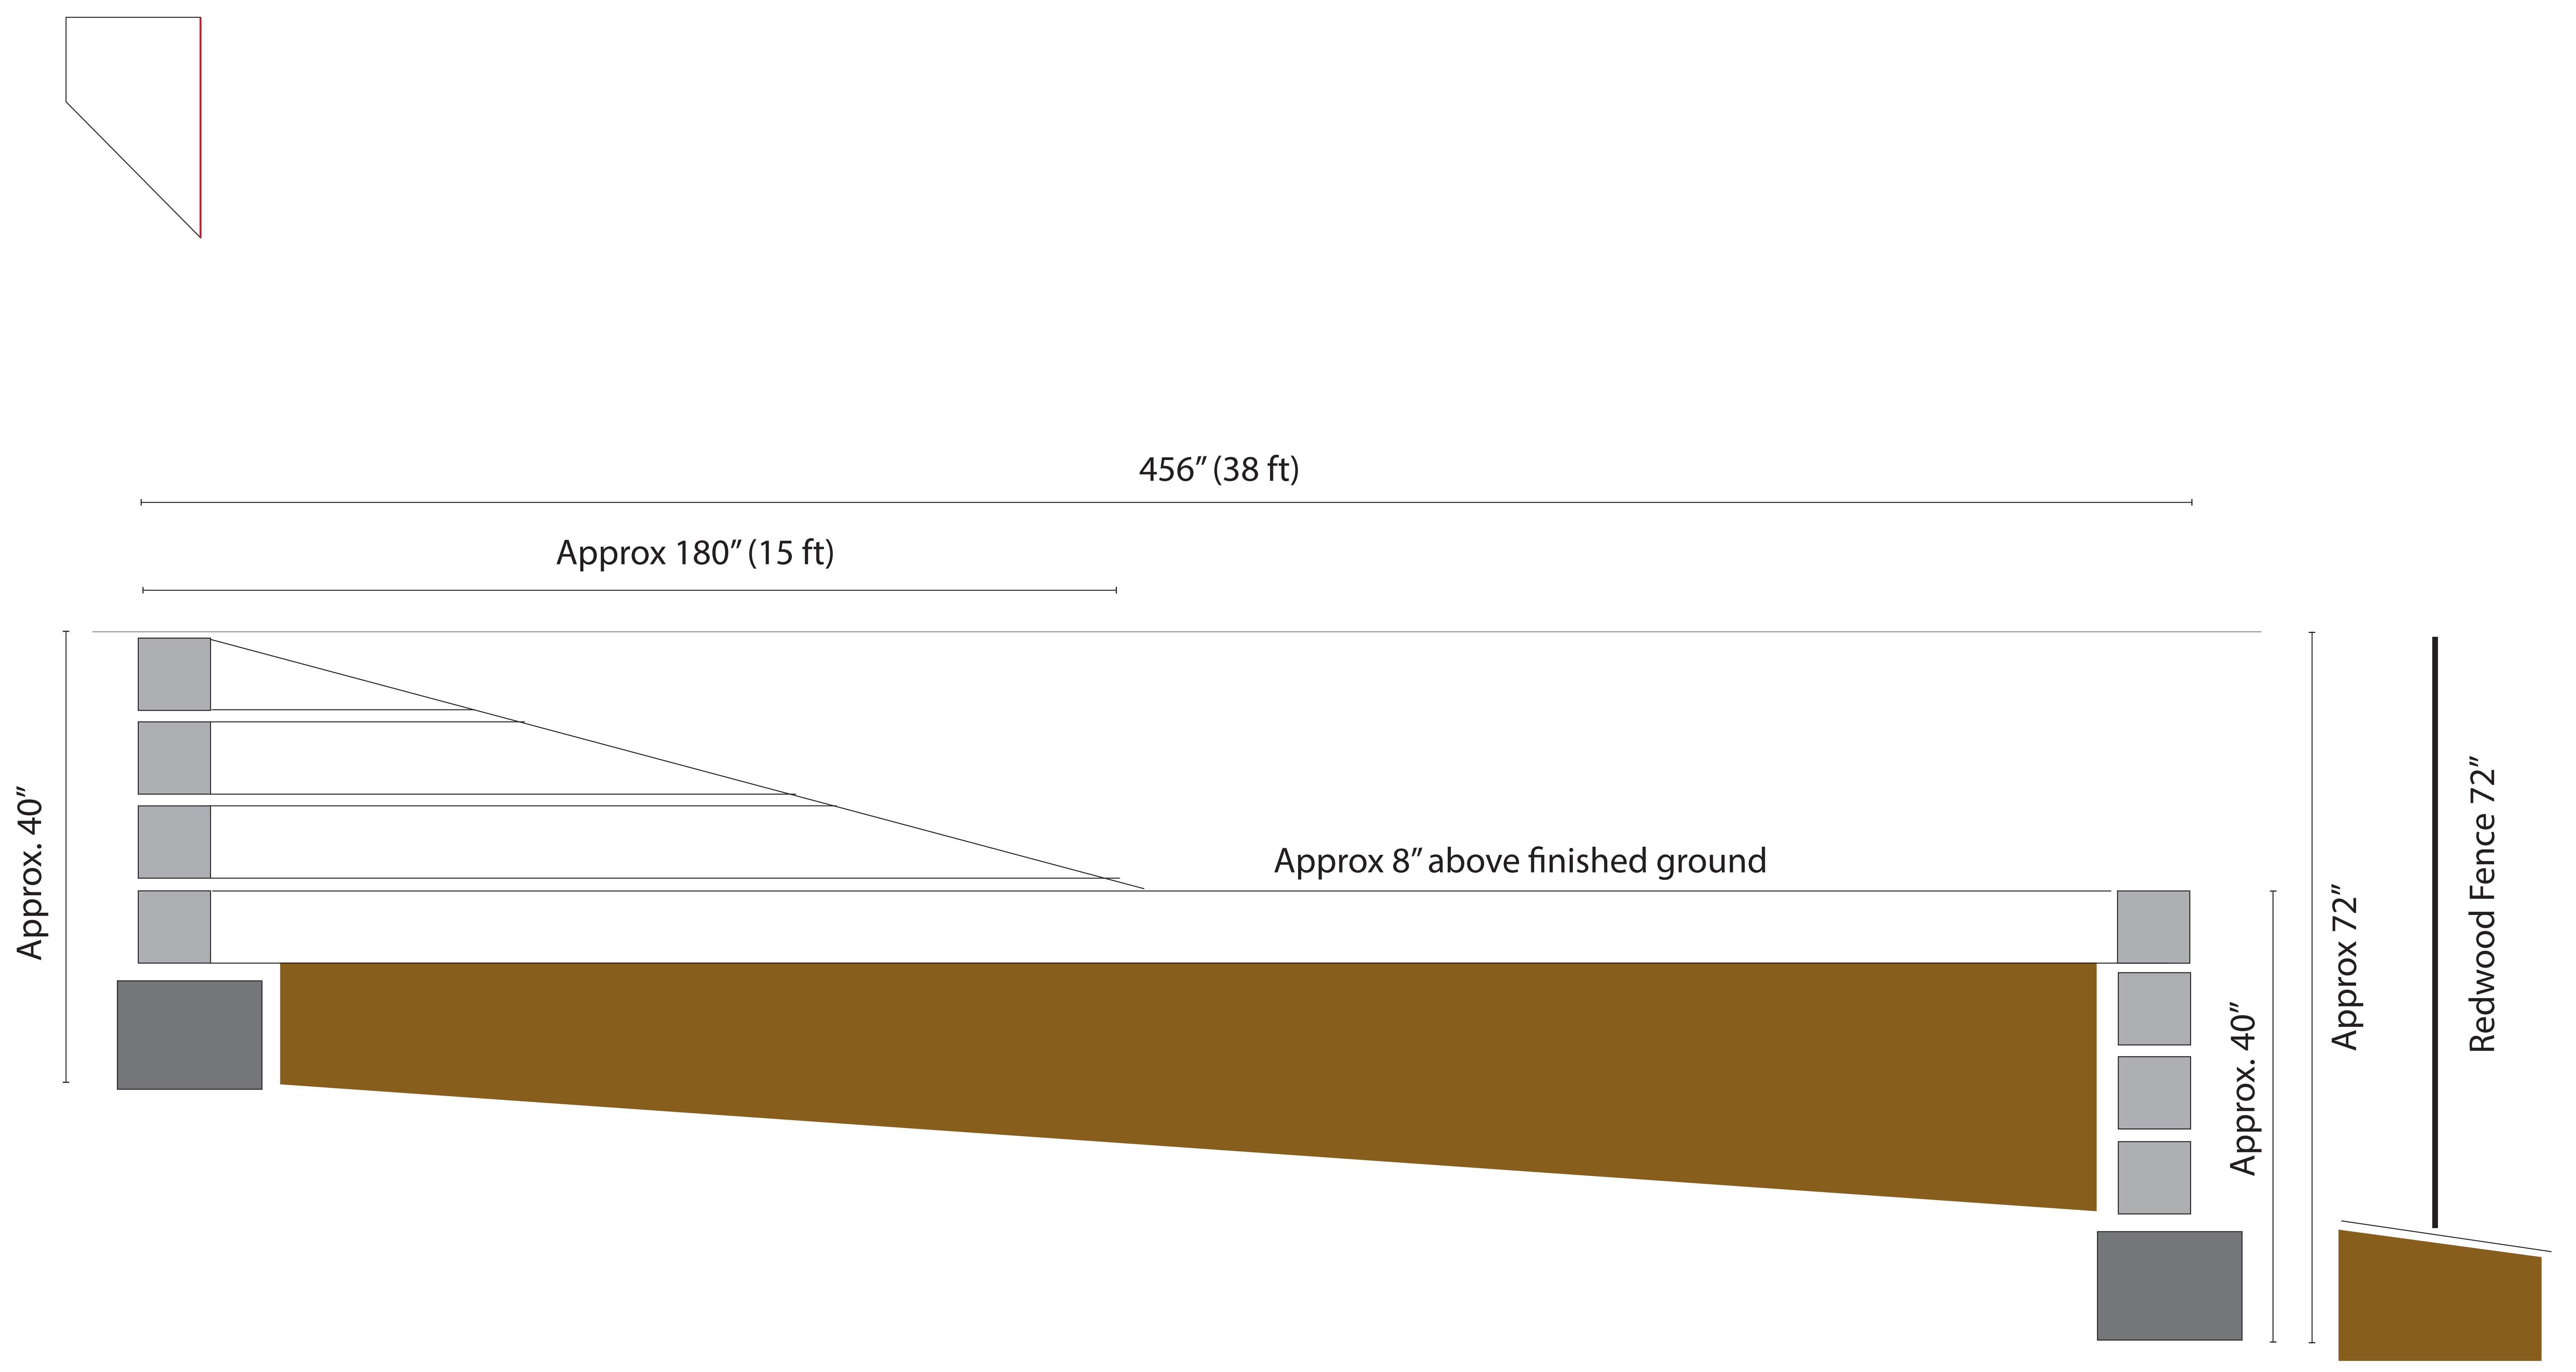 456” (38 ft)
Approx 180” (15 ft)
Approx. 40”
Approx 8” above finished ground
Approx. 40”
Approx 72”
Redwood Fence 72”